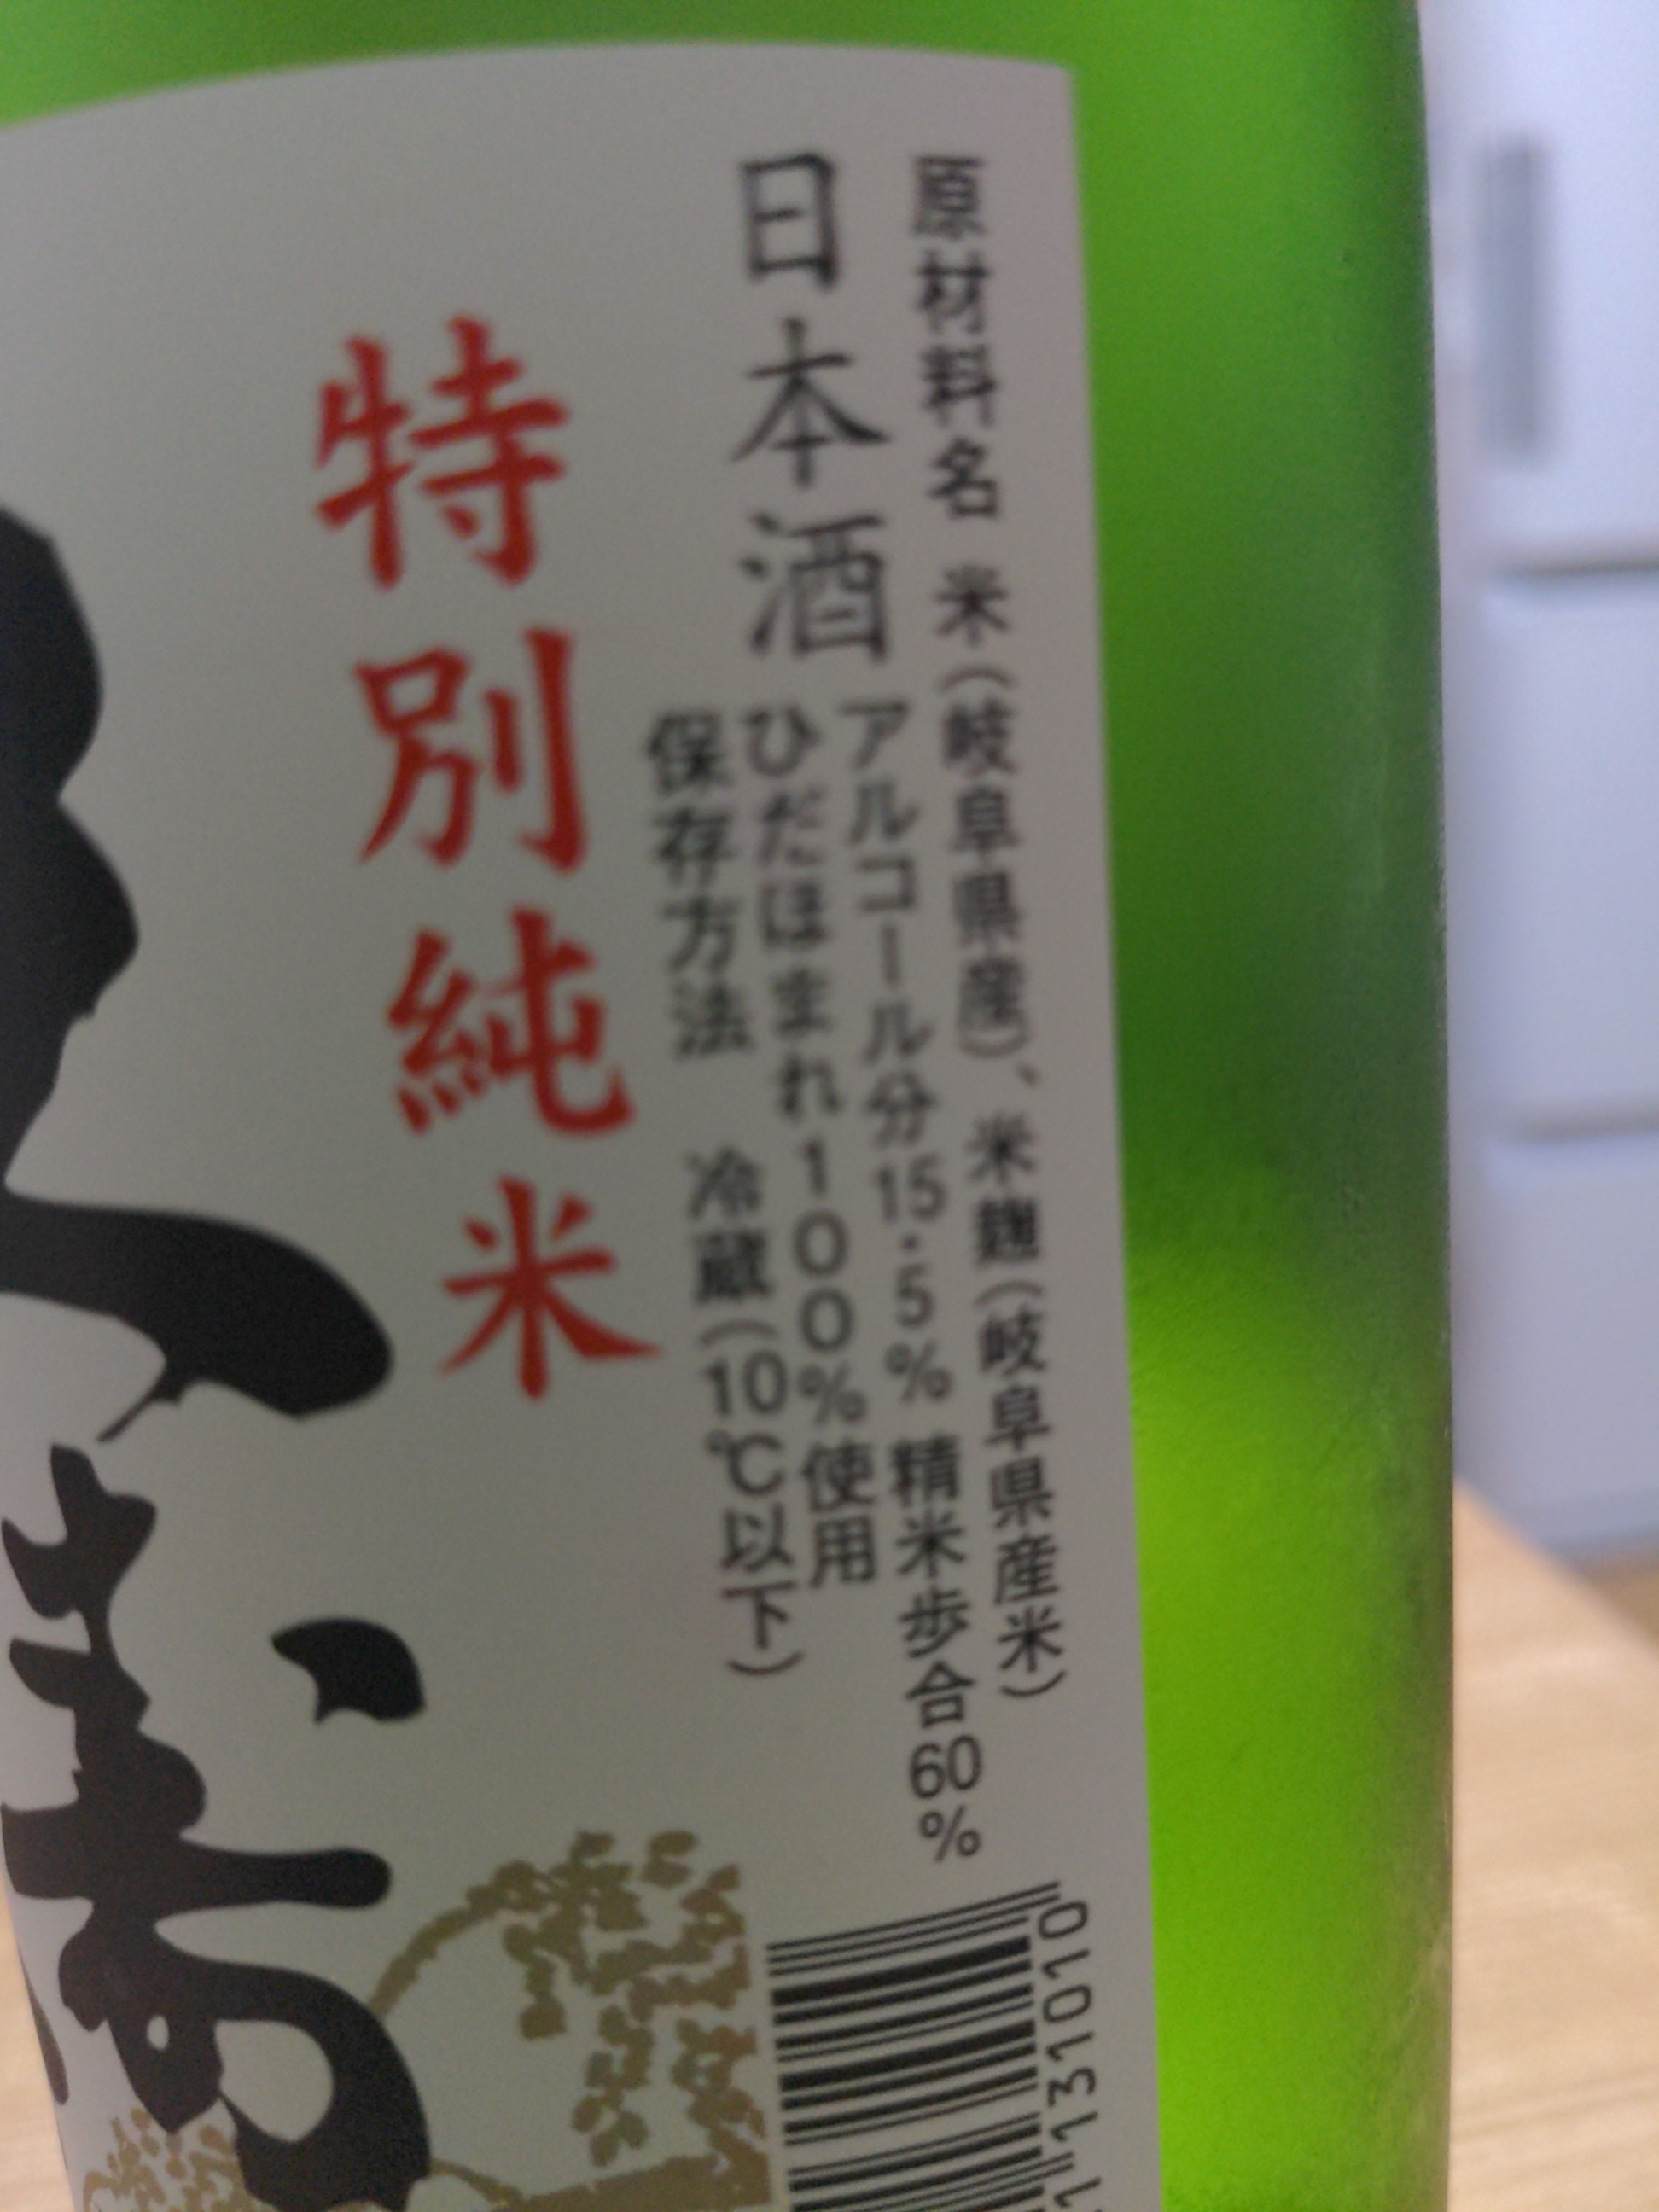 原材料名 米(岐阜県産)、米麹(岐阜県産米)
日本酒
アルコール分15・5% 精米歩合60%
ひだほまれ100%使用
保存方法 冷蔵(10℃以下)
特別純米
寿
131010